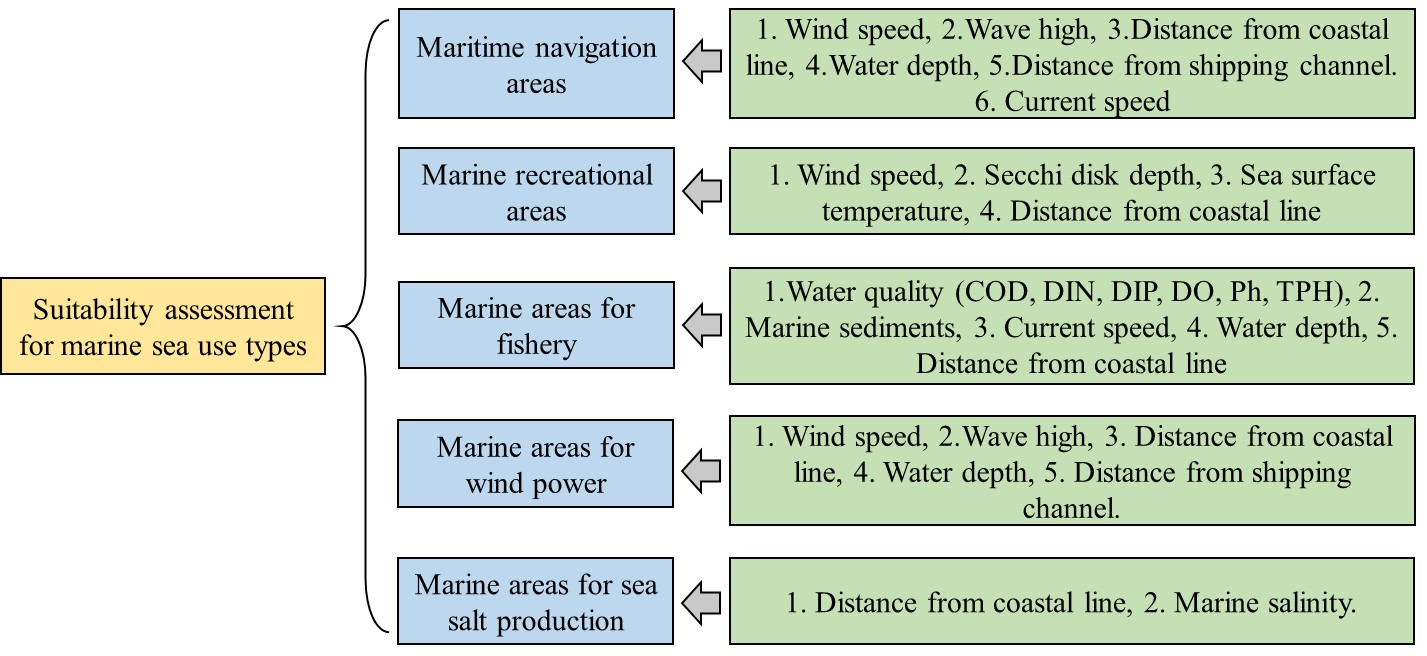 Suitability assessment
for marine sea use types
Maritime navigation
areas
1. Wind speed, 2.Wave high, 3.Distance from coastal
line, 4.Water depth, 5.Distance from shipping channel.
6. Current speed
Marine recreational
areas
1. Wind speed, 2. Secchi disk depth, 3. Sea surface
temperature, 4. Distance from coastal line
Marine areas for
fishery
1.Water quality (COD, DIN, DIP, DO, Ph, TPH), 2.
Marine sediments, 3. Current speed, 4. Water depth, 5.
Distance from coastal line
Marine areas for
wind power
1. Wind speed, 2.Wave high, 3. Distance from coastal
line, 4. Water depth, 5. Distance from shipping
channel.
Marine areas for sea
salt production
1. Distance from coastal line, 2. Marine salinity.